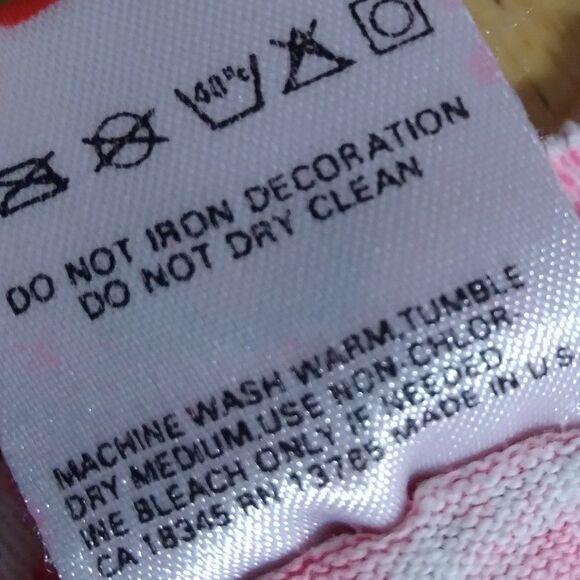 40°C
DO NOT IRON DECORATION
DO NOT DRY CLEAN
MACHINE WASH WARM.TUMBLE
DRY MEDIUM.USE NON-CHLOR
INE BLEACH ONLY IF NEEDED
CA 18345 RN 13765 MADE IN U.S.